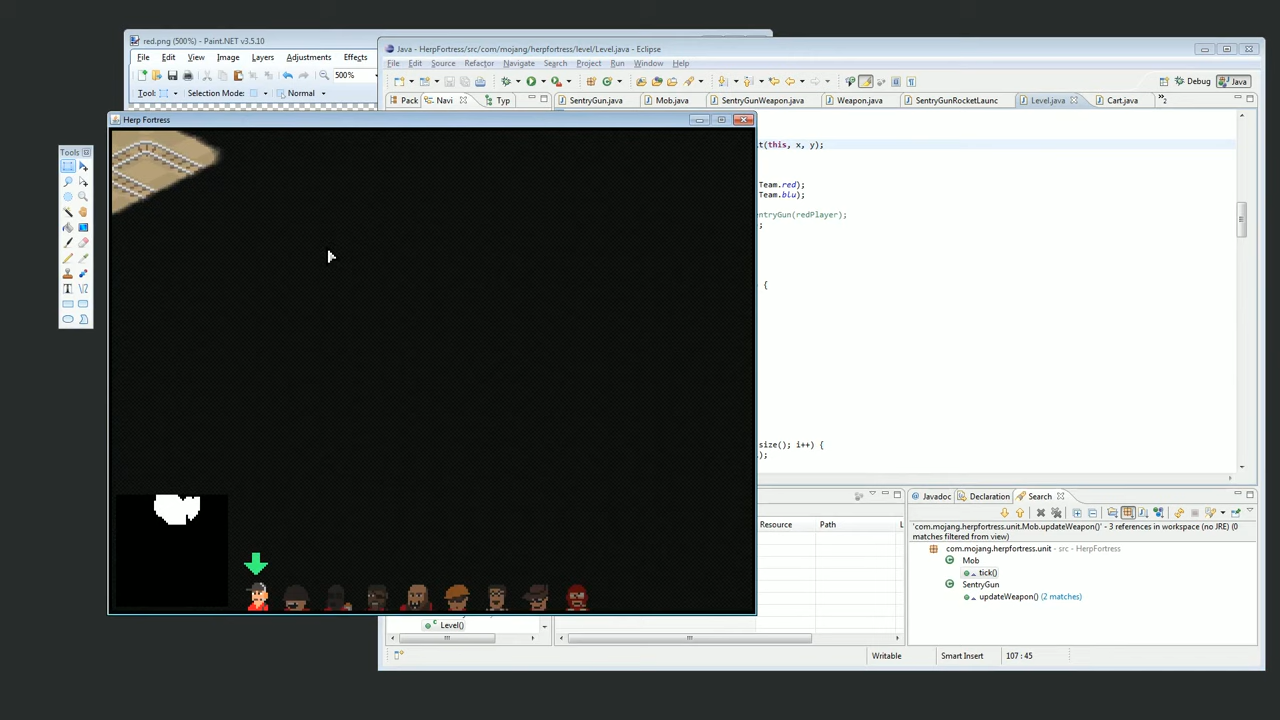 red.png (500%) - Paint.NET v3.5.10
File Edit View Image Layers Adjustments Effects
500%
Tool: Selection Mode: Normal
Tools
Java - HerpFortress/src/com/mojang/herpfortress/level/Level.java - Eclipse
File Edit Source Refactor Navigate Search Project Run Window Help
Debug Java
Pack Navi Typ SentryGun.java Mob.java SentryGunWeapon.java Weapon.java SentryGunRocketLaunc Level.java Cart.java »2
Herp Fortress
t(this, x, y);
Team.red);
Team.blu);
entryGun(redPlayer);
;
{
size(); i++) {
);
Resource Path L
Level()
Javadoc Declaration Search
'com.mojang.herpfortress.unit.Mob.updateWeapon()' - 3 references in workspace (no JRE) (0
matches filtered from view)
com.mojang.herpfortress.unit - src - HerpFortress
Mob
tick()
SentryGun
updateWeapon() (2 matches)
Writable Smart Insert 107 : 45